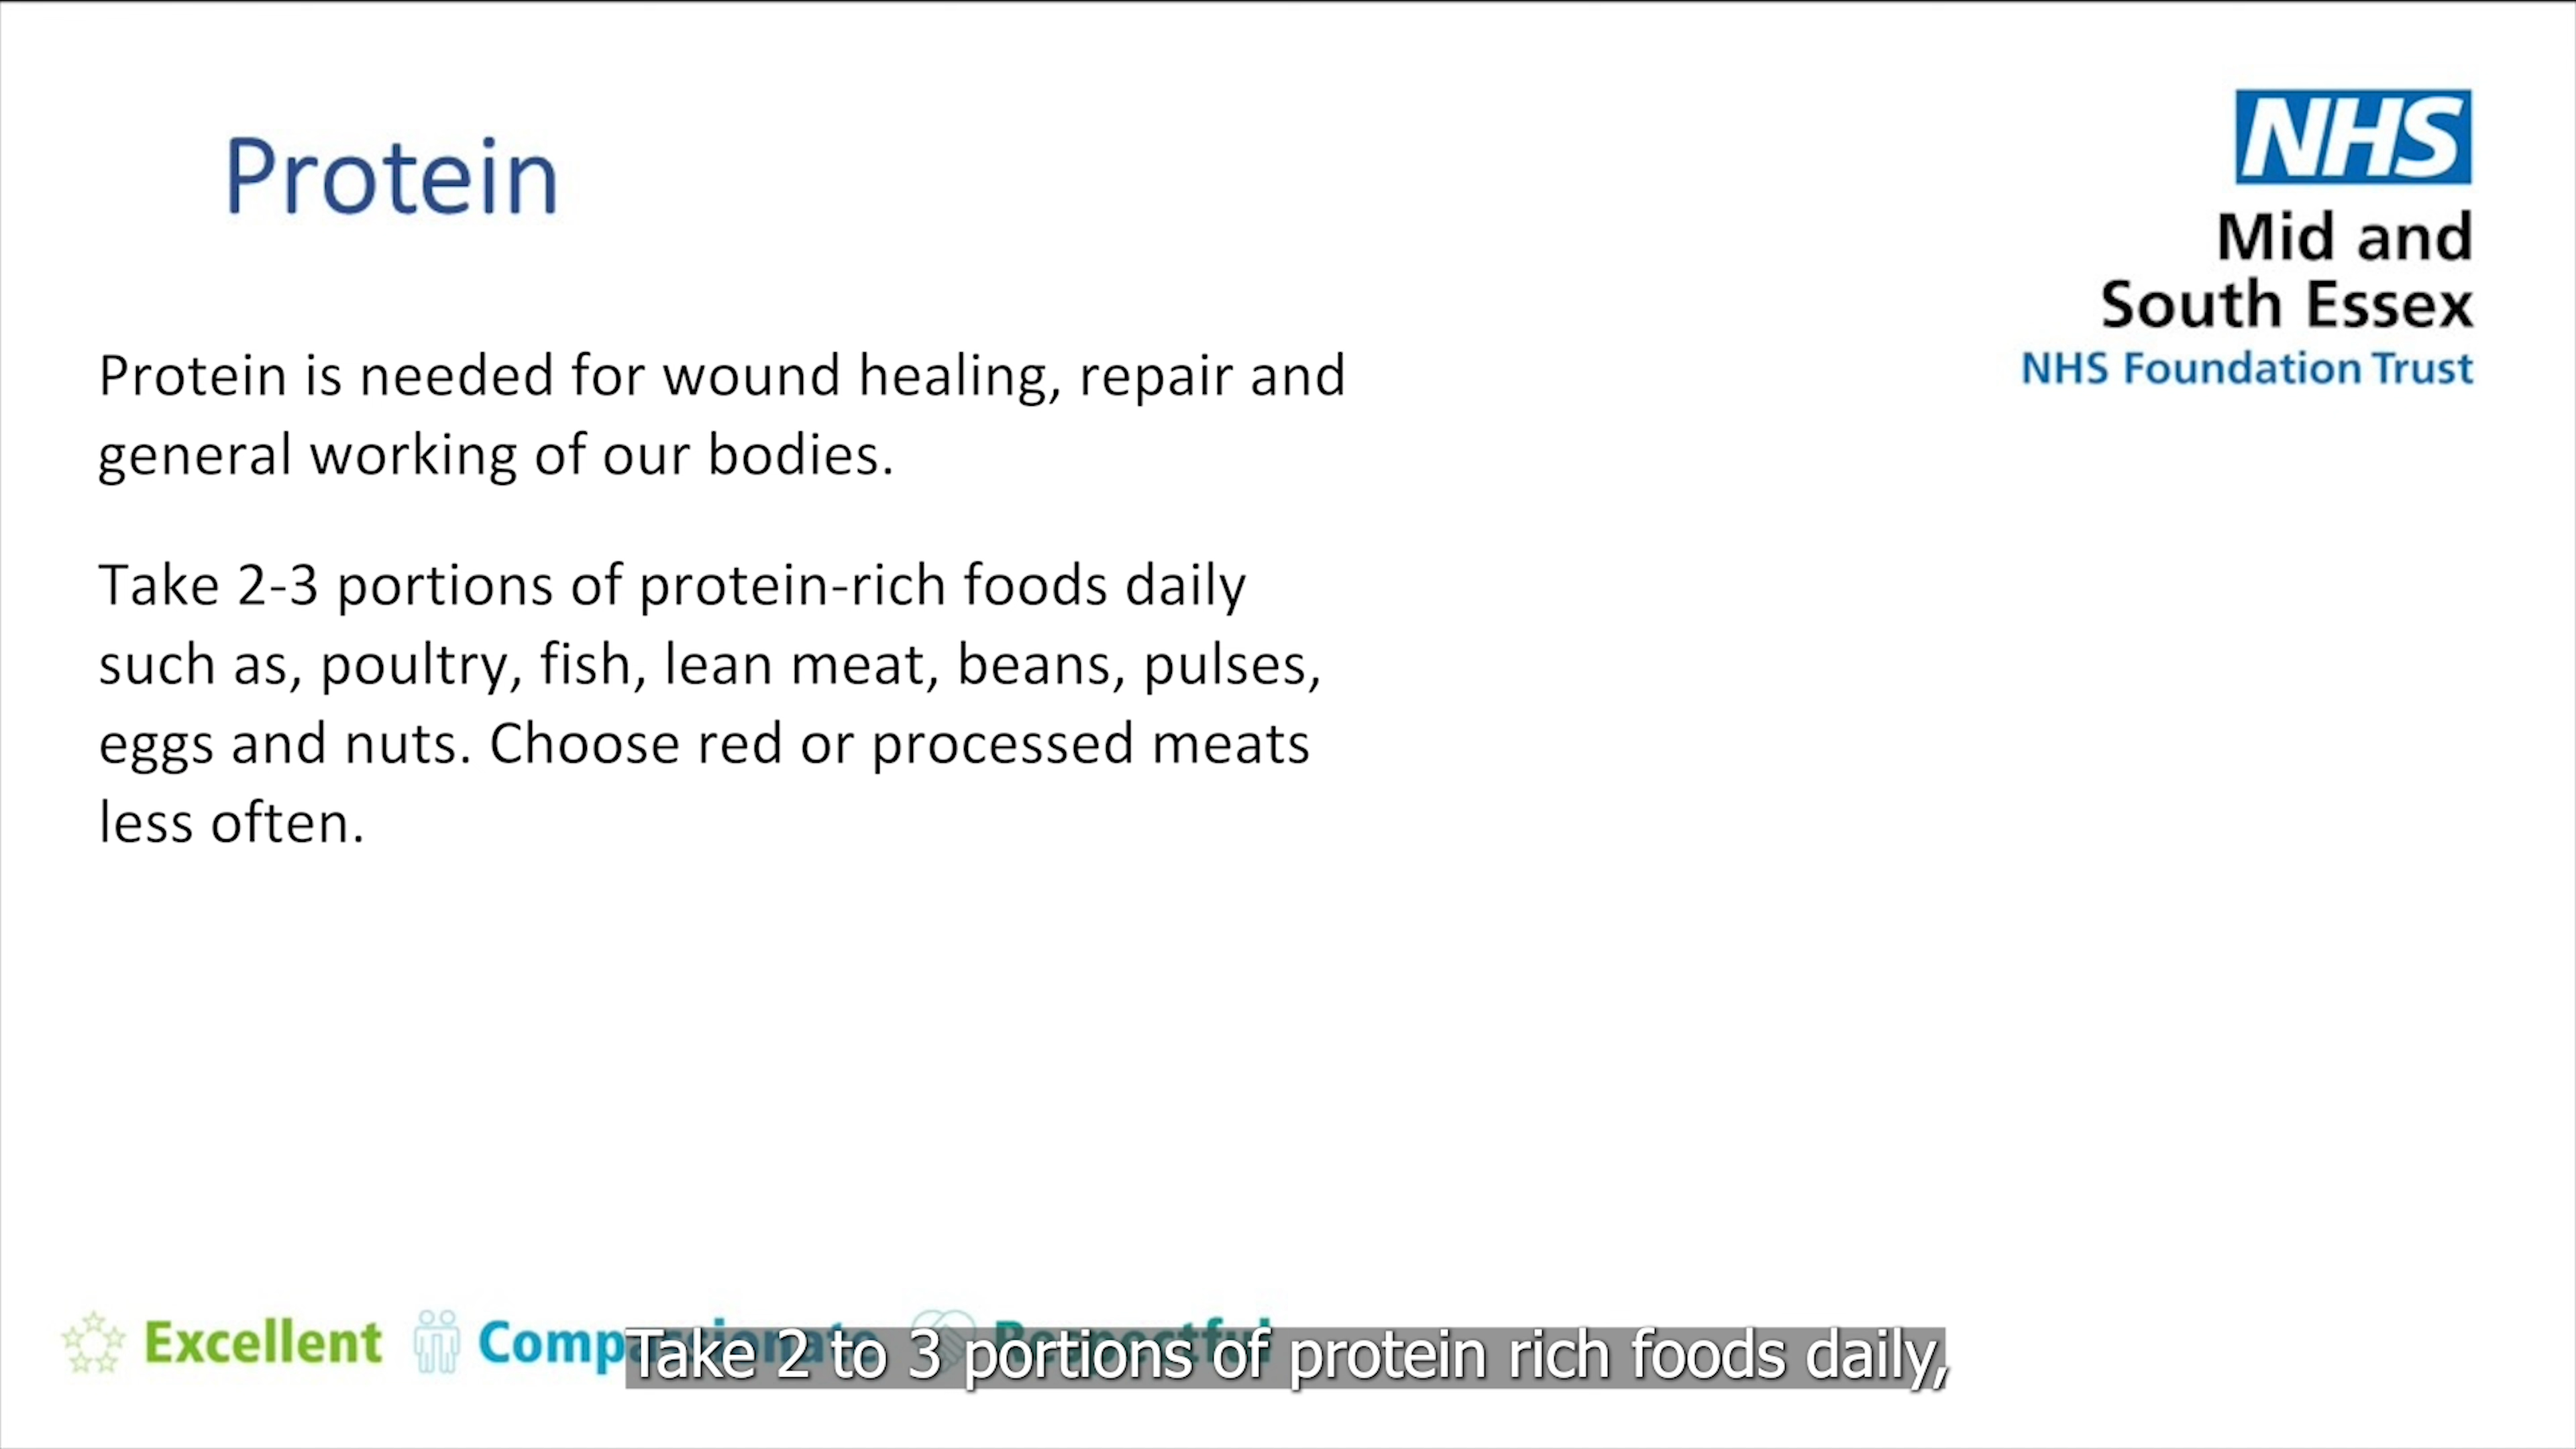 Protein
NHS
Mid and
South Essex
NHS Foundation Trust
Protein is needed for wound healing, repair and
general working of our bodies.
Take 2-3 portions of protein-rich foods daily
such as, poultry, fish, lean meat, beans, pulses,
eggs and nuts. Choose red or processed meats
less often.
Excellent Compassionate Respectful
Take 2 to 3 portions of protein rich foods daily,